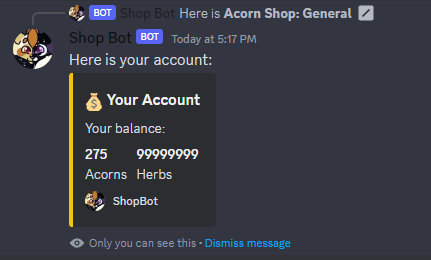 BOT Shop Bot Here is Acorn Shop: General
Shop Bot BOT Today at 5:17 PM
Here is your account:
Your Account
Your balance:
275 99999999
Acorns Herbs
ShopBot
Only you can see this • Dismiss message